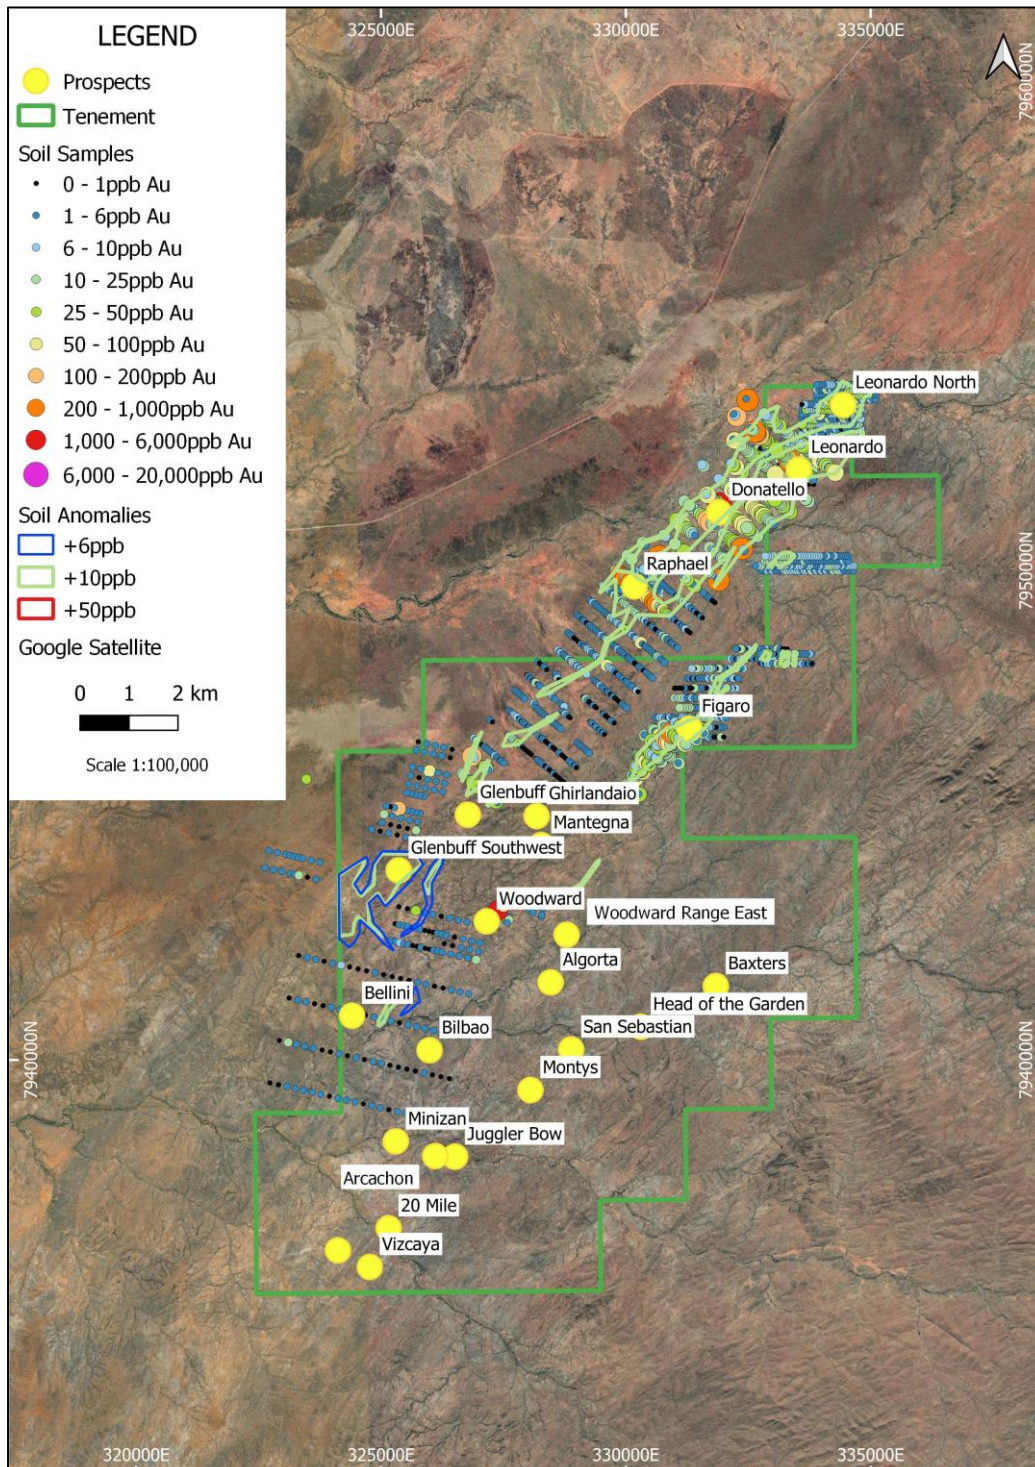 325000E
330000E
335000E
7960000N
7960000N
LEGEND
Prospects
Tenement
Soil Samples
0 - 1ppb Au
1 - 6ppb Au
6 - 10ppb Au
10 - 25ppb Au
25 - 50ppb Au
50 - 100ppb Au
100 - 200ppb Au
200 - 1,000ppb Au
1,000 - 6,000ppb Au
6,000 - 20,000ppb Au
Soil Anomalies
+6ppb
+10ppb
+50ppb
Google Satellite
0 1 2 km
Scale 1:100,000
Leonardo North
Leonardo
Donatello
7950000N
Raphael
Figaro
Glenbuff
Ghirlandaio
Mantegna
Glenbuff Southwest
Woodward
Woodward Range East
Algorta
Baxters
Bellini
Head of the Garden
San Sebastian
Bilbao
7940000N
7940000N
Montys
Minizan
Juggler Bow
Arcachon
20 Mile
Vizcaya
320000E
325000E
330000E
335000E